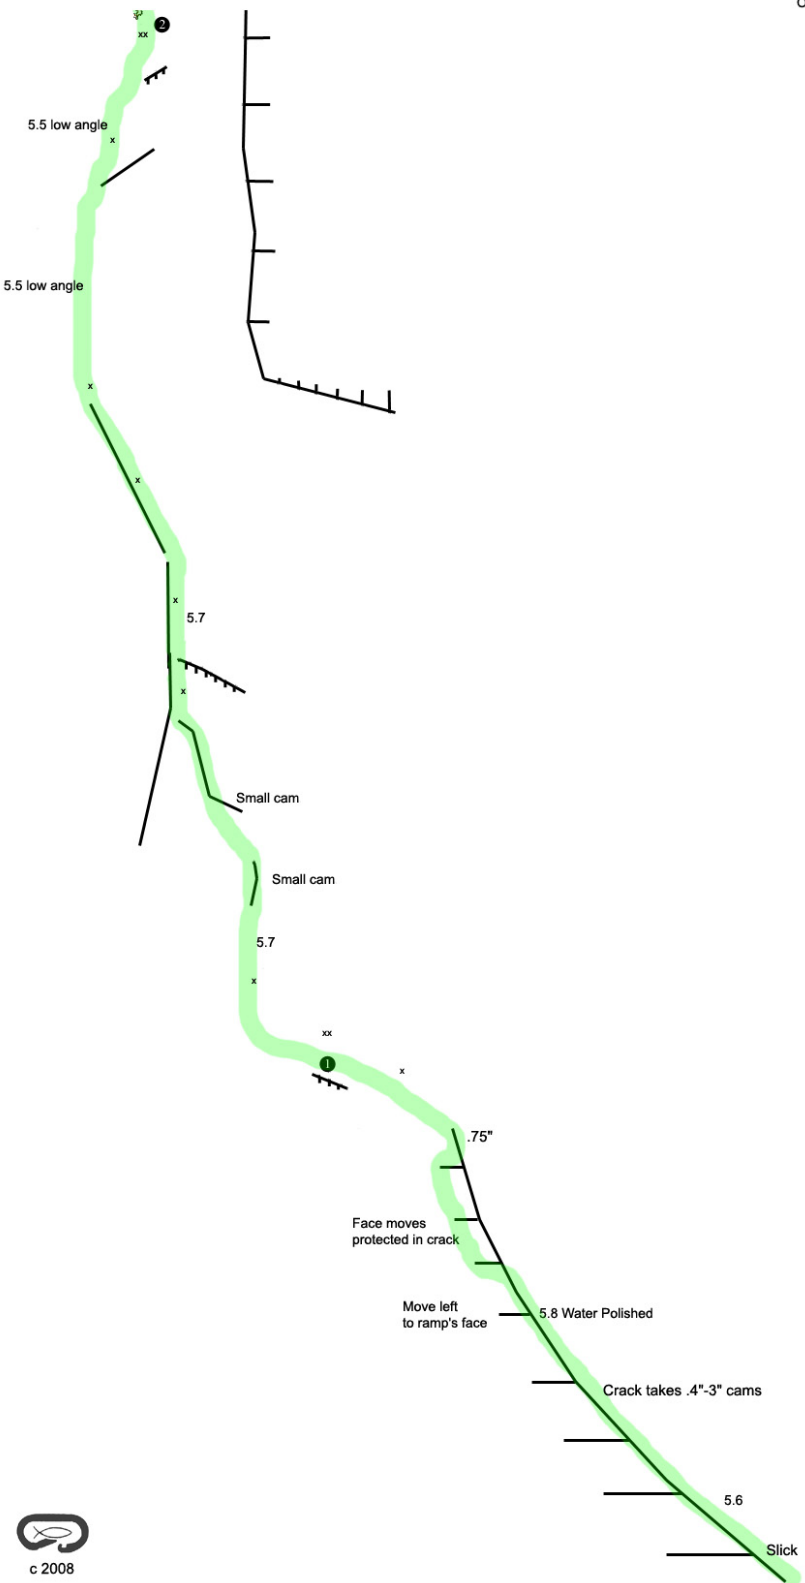 2
xx
5.5 low angle
x
5.5 low angle
x
x
x
5.7
x
Small cam
Small cam
5.7
x
xx
1
x
.75"
Face moves
protected in crack
Move left
to ramp's face
5.8 Water Polished
Crack takes .4"-3" cams
5.6
Slick
c 2008